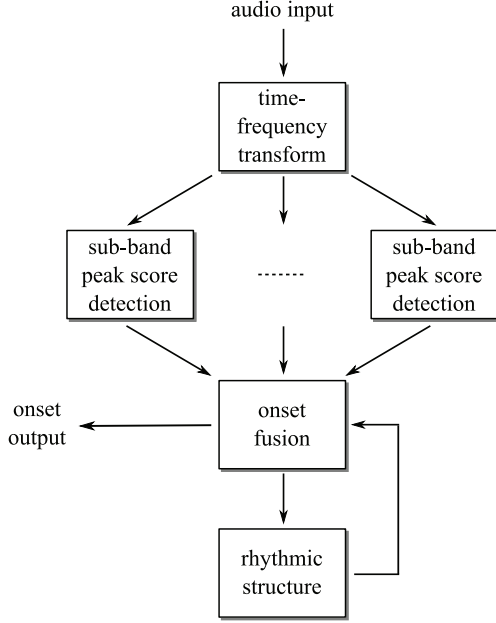 audio input
time-
frequency
transform
sub-band
peak score
detection
sub-band
peak score
detection
onset
output
onset
fusion
rhythmic
structure